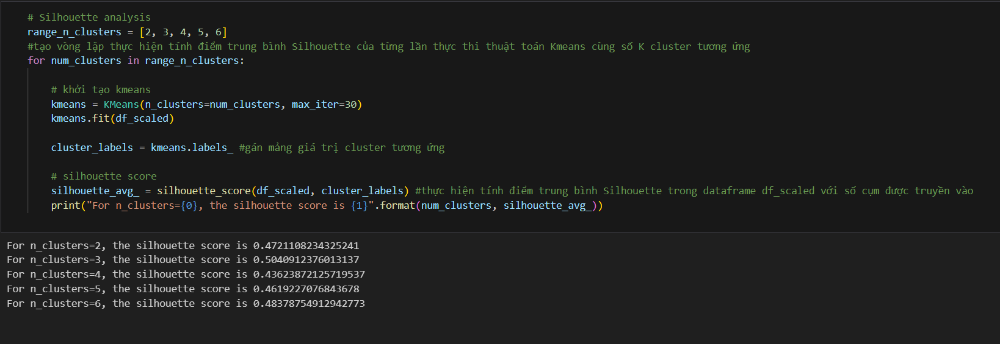 # Silhouette analysis
range_n_clusters = [2, 3, 4, 5, 6]
#tạo vòng lặp thực hiện tính điểm trung bình Silhouette của từng lần thực thi thuật toán Kmeans cùng số K cluster tương ứng
for num_clusters in range_n_clusters:
# khởi tạo kmeans
kmeans = KMeans(n_clusters=num_clusters, max_iter=30)
kmeans.fit(df_scaled)
cluster_labels = kmeans.labels_ #gán mảng giá trị cluster tương ứng
# silhouette score
silhouette_avg_ = silhouette_score(df_scaled, cluster_labels) #thực hiện tính điểm trung bình Silhouette trong dataframe df_scaled với số cụm được truyền vào
print("For n_clusters={0}, the silhouette score is {1}".format(num_clusters, silhouette_avg_))
For n_clusters=2, the silhouette score is 0.4721108234325241
For n_clusters=3, the silhouette score is 0.5040912376013137
For n_clusters=4, the silhouette score is 0.43623872125719537
For n_clusters=5, the silhouette score is 0.4619227076843678
For n_clusters=6, the silhouette score is 0.48378754912942773